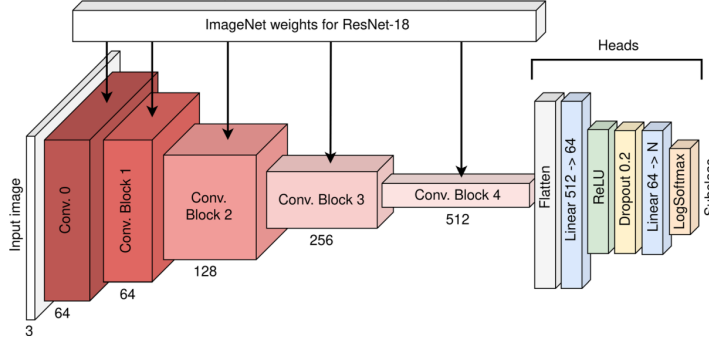 ImageNet weights for ResNet-18
Heads
Input image
Conv. 0
Conv. Block 1
Conv.
Block 2
Conv. Block 3
Conv. Block 4
Flatten
Linear 512 -> 64
ReLU
Dropout 0.2
Linear 64 -> N
LogSoftmax
3
64
64
128
256
512